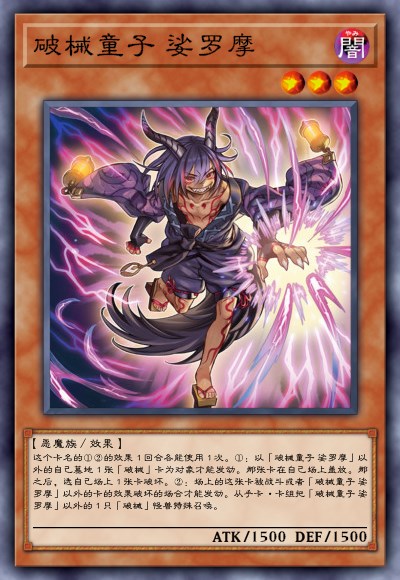 破械童子 娑罗摩
やみ
闇
【恶魔族/效果】
这个卡名的①②的效果1回合各能使用1次。①:以「破械童子 娑罗摩」以
外的自己墓地1张「破械」卡为对象才能发动。那张卡在自己场上盖放。那
之后,选自己场上1张卡破坏。②:场上的这张卡被战斗或者「破械童子 娑
罗摩」以外的卡的效果破坏的场合才能发动。从手卡·卡组把「破械童子 娑
罗摩」以外的1只「破械」怪兽特殊召唤。
ATK/1500 DEF/1500